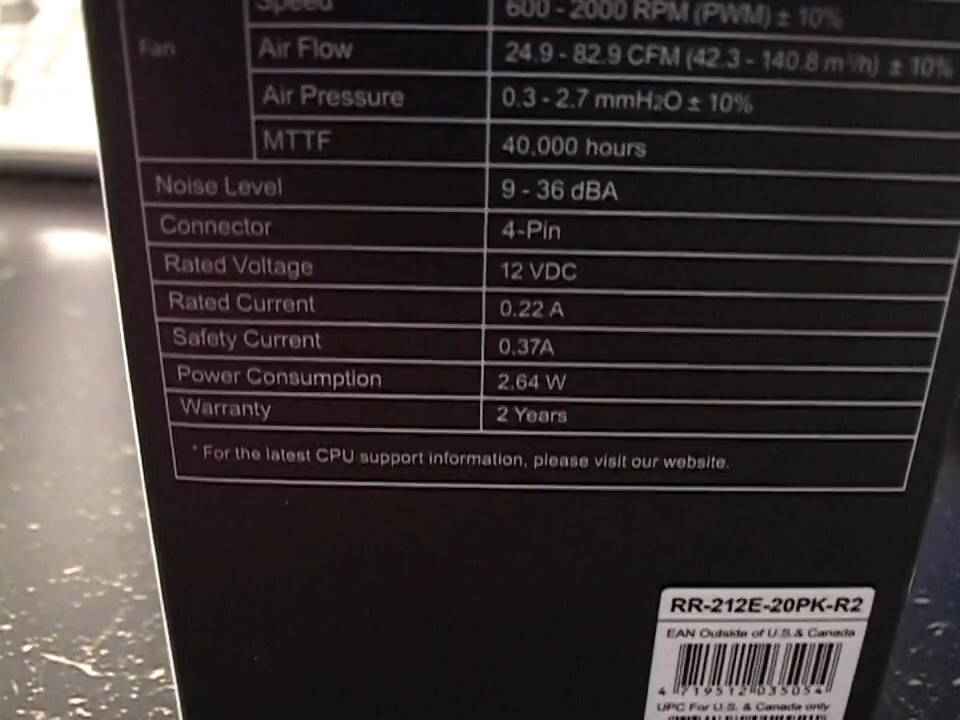 Speed 600 - 2000 RPM (PWM) ± 10%
Fan Air Flow 24.9 - 82.9 CFM (42.3 - 140.8 m³/h) ± 10%
Air Pressure 0.3 - 2.7 mmH₂O ± 10%
MTTF 40,000 hours
Noise Level 9 - 36 dBA
Connector 4-Pin
Rated Voltage 12 VDC
Rated Current 0.22 A
Safety Current 0.37A
Power Consumption 2.64 W
Warranty 2 Years
* For the latest CPU support information, please visit our website.
RR-212E-20PK-R2
EAN Outside of U.S.& Canada
4 719512 035054
UPC For U.S. & Canada only